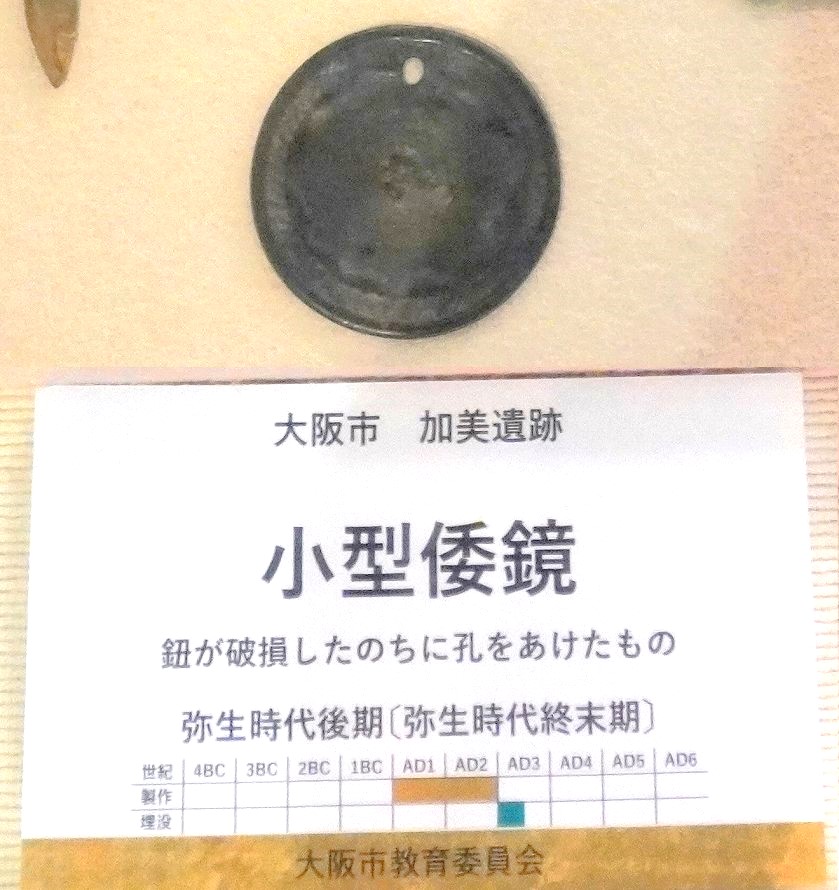 大阪市　加美遺跡
小型倭鏡
鈕が破損したのちに孔をあけたもの
弥生時代後期〔弥生時代終末期〕
世紀 4BC 3BC 2BC 1BC AD1 AD2 AD3 AD4 AD5 AD6
製作
埋没
大阪市教育委員会